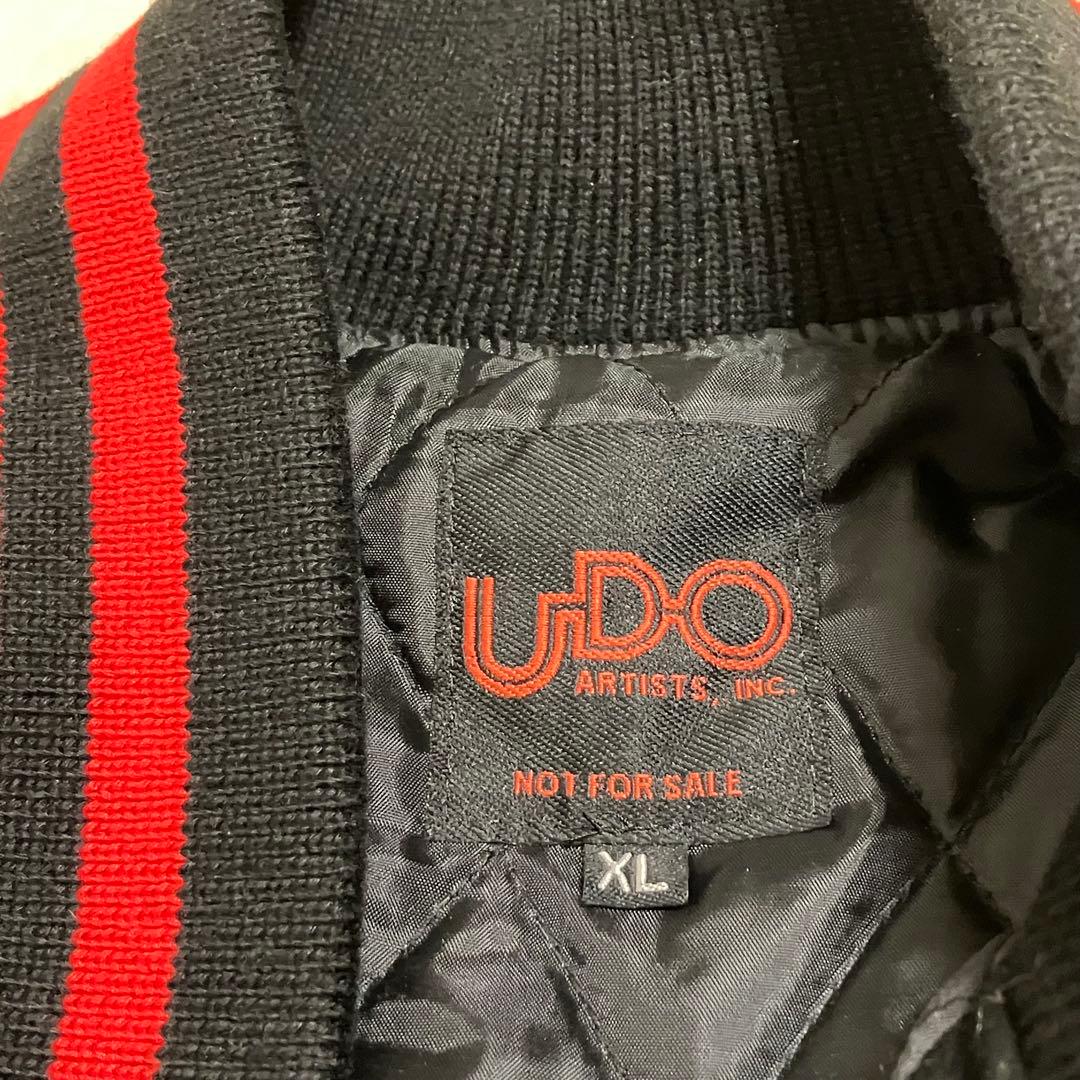 UDO
ARTISTS, INC.
NOT FOR SALE
XL